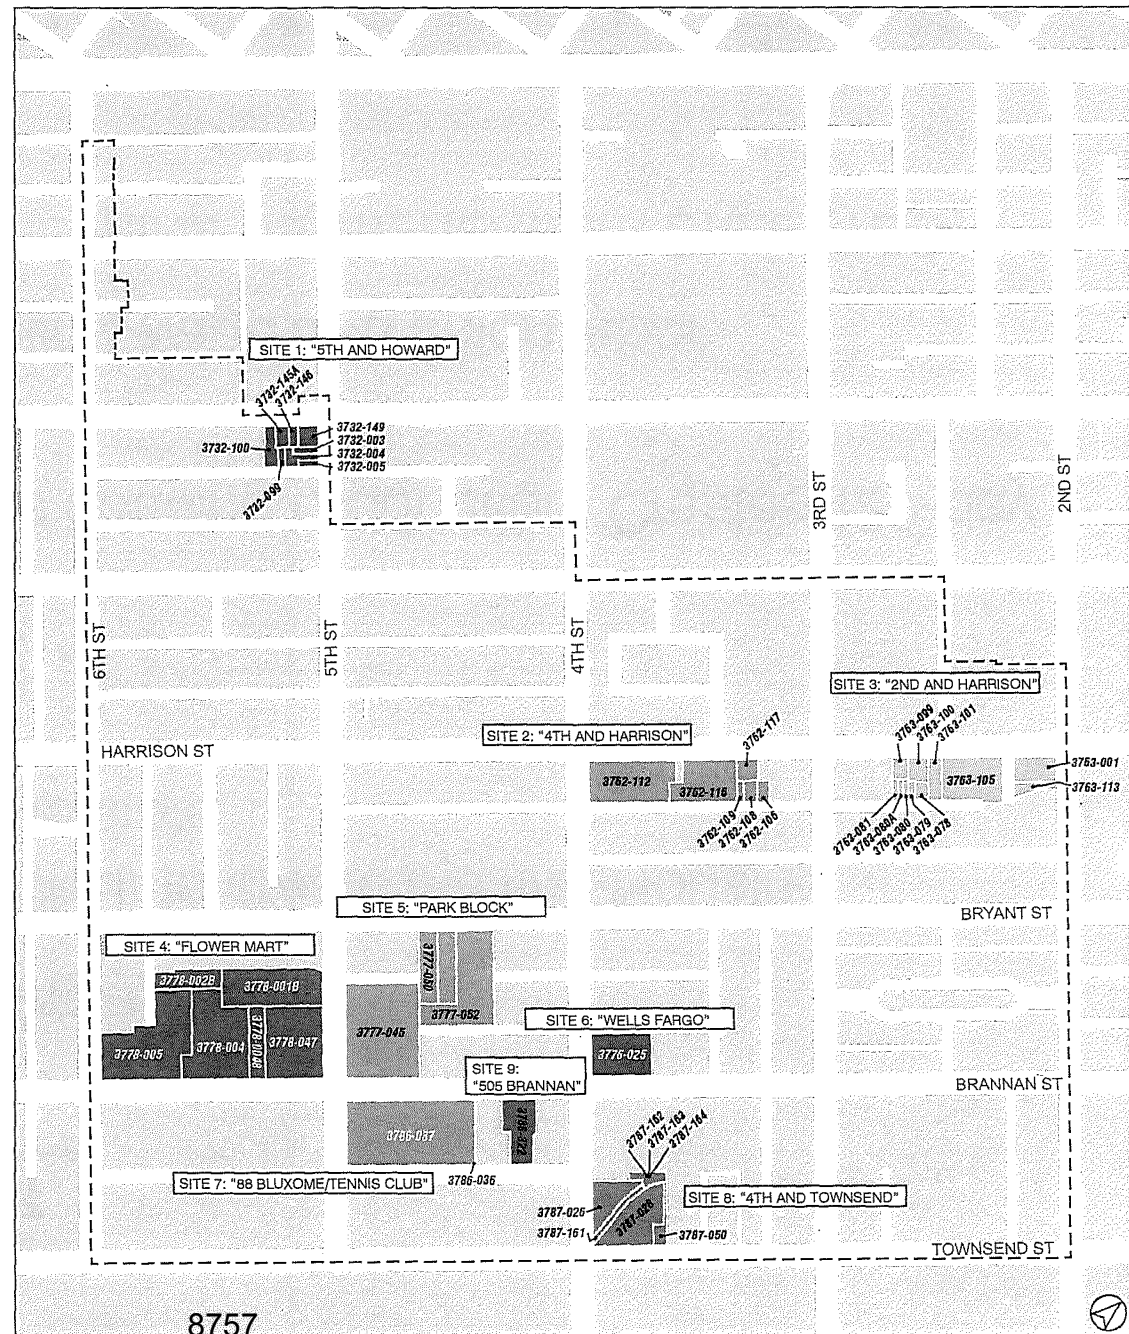 SITE 1: "5TH AND HOWARD"
3732-145A
3732-146
3732-149
3732-003
3732-004
3732-005
3732-100
3732-099
3RD ST
2ND ST
6TH ST
5TH ST
4TH ST
SITE 3: "2ND AND HARRISON"
3763-099
3763-100
3763-101
SITE 2: "4TH AND HARRISON"
3762-117
HARRISON ST
3762-112
3762-116
3763-105
3763-001
3763-113
3762-109
3762-108
3762-106
3763-081
3763-080A
3763-080
3763-079
3763-078
SITE 5: "PARK BLOCK"
BRYANT ST
SITE 4: "FLOWER MART"
3778-002B
3778-001B
3777-050
3777-052
3777-045
SITE 6: "WELLS FARGO"
3778-005
3778-004
3778-004B
3778-047
3776-025
SITE 9:
"505 BRANNAN"
BRANNAN ST
3786-037
3786-022
3787-162
3787-163
3787-164
SITE 7: "88 BLUXOME/TENNIS CLUB"
3786-036
SITE 8: "4TH AND TOWNSEND"
3787-026
3787-028
3787-161
3787-050
TOWNSEND ST
8757